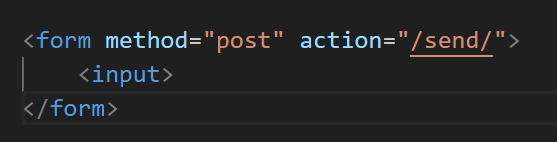 <form method="post" action="/send/">
    <input>
</form>